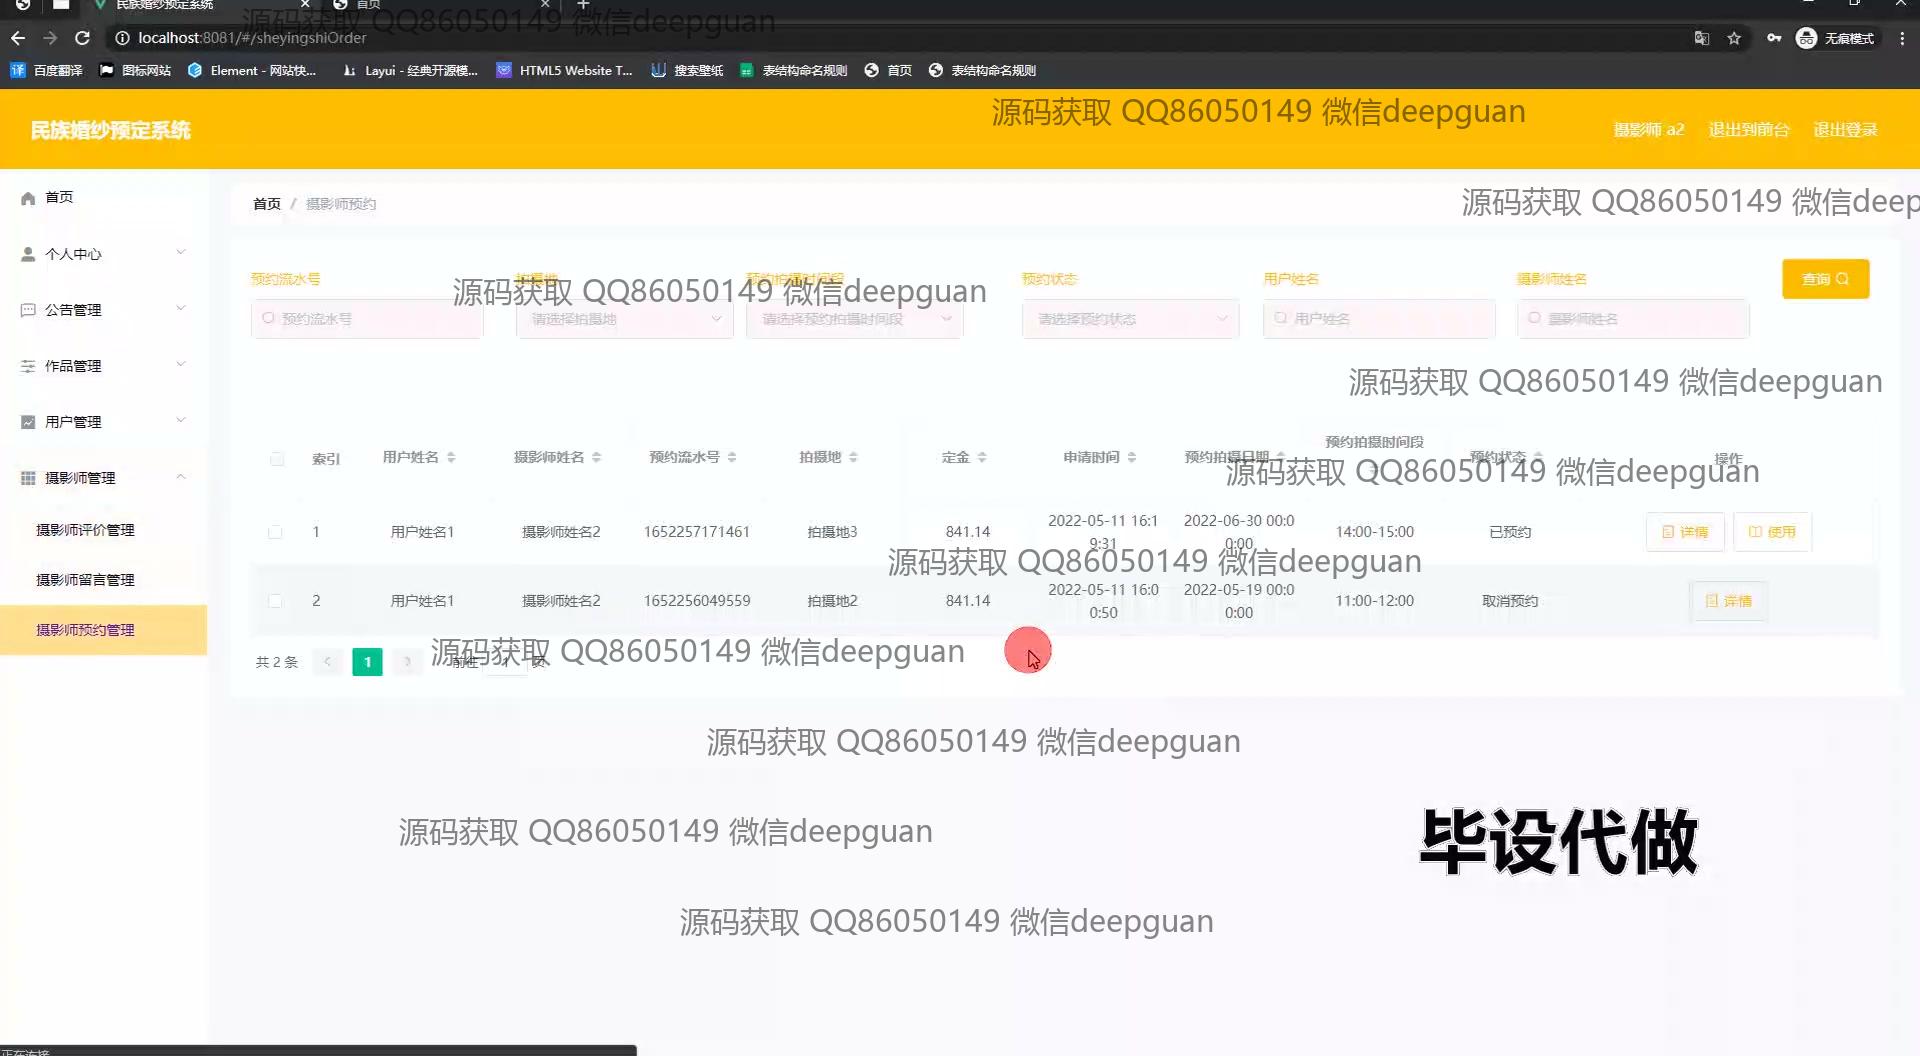 民族婚纱预定系统
首页
localhost:8081/#/sheyingshiOrder
无痕模式
百度翻译
图标网站
Element - 网站快...
Layui - 经典开源模...
HTML5 Website T...
搜索壁纸
表结构命名规则
首页
表结构命名规则
源码获取 QQ86050149 微信deepguan
源码获取 QQ86050149 微信deepguan
民族婚纱预定系统
摄影师 a2
退出到前台
退出登录
首页
个人中心
公告管理
作品管理
用户管理
摄影师管理
摄影师评价管理
摄影师留言管理
摄影师预约管理
首页 / 摄影师预约
源码获取 QQ86050149 微信deep
预约流水号
拍摄地
预约拍摄时间段
预约状态
用户姓名
摄影师姓名
查询
源码获取 QQ86050149 微信deepguan
预约流水号
请选择拍摄地
请选择预约拍摄时间段
请选择预约状态
用户姓名
摄影师姓名
源码获取 QQ86050149 微信deepguan
索引
用户姓名
摄影师姓名
预约流水号
拍摄地
定金
申请时间
预约拍摄日期
预约拍摄时间段
预约状态
操作
源码获取 QQ86050149 微信deepguan
1
用户姓名1
摄影师姓名2
1652257171461
拍摄地3
841.14
2022-05-11 16:1
9:31
2022-06-30 00:0
0:00
14:00-15:00
已预约
详情
使用
源码获取 QQ86050149 微信deepguan
2
用户姓名1
摄影师姓名2
1652256049559
拍摄地2
841.14
2022-05-11 16:0
0:50
2022-05-19 00:0
0:00
11:00-12:00
取消预约
详情
共 2 条
1
前往
1
页
源码获取 QQ86050149 微信deepguan
源码获取 QQ86050149 微信deepguan
源码获取 QQ86050149 微信deepguan
毕设代做
源码获取 QQ86050149 微信deepguan